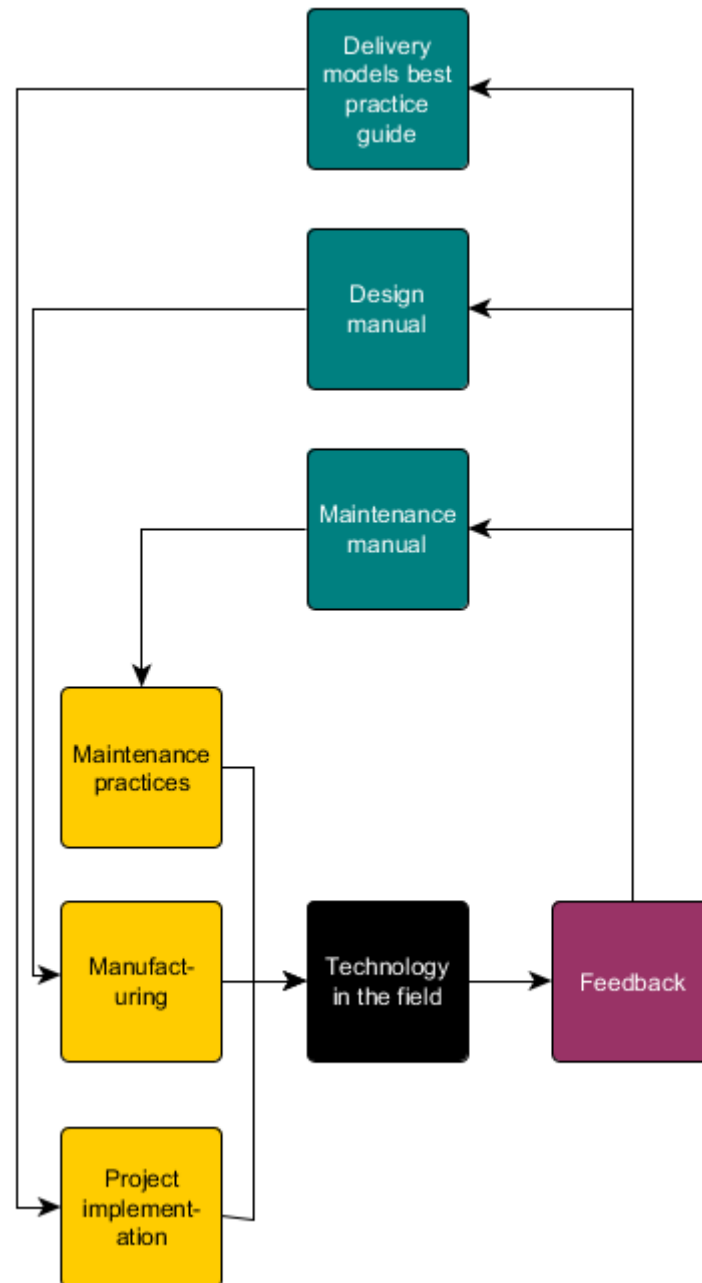 Delivery
models best
practice
guide
Design
manual
Maintenance
manual
Maintenance
practices
Manufact-
uring
Technology
in the field
Feedback
Project
implement-
ation